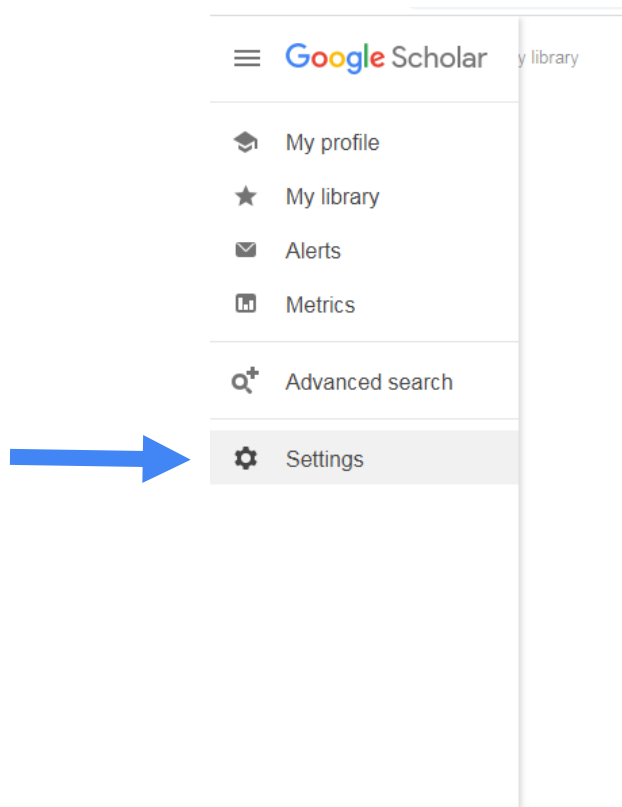 Google Scholar y library
My profile
My library
Alerts
Metrics
Advanced search
Settings